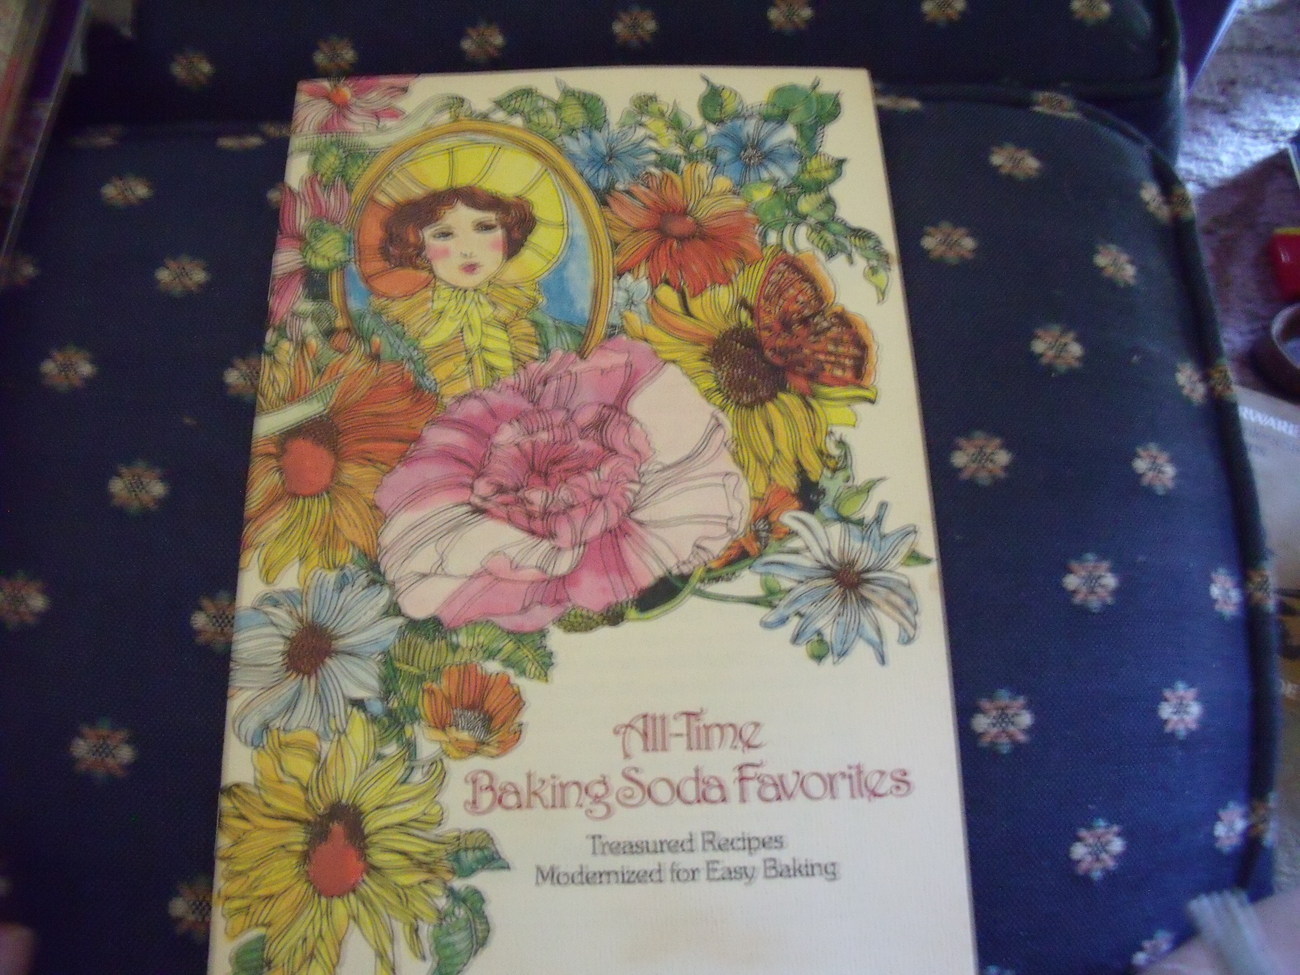 All-Time
Baking Soda Favorites
Treasured Recipes
Modernized for Easy Baking